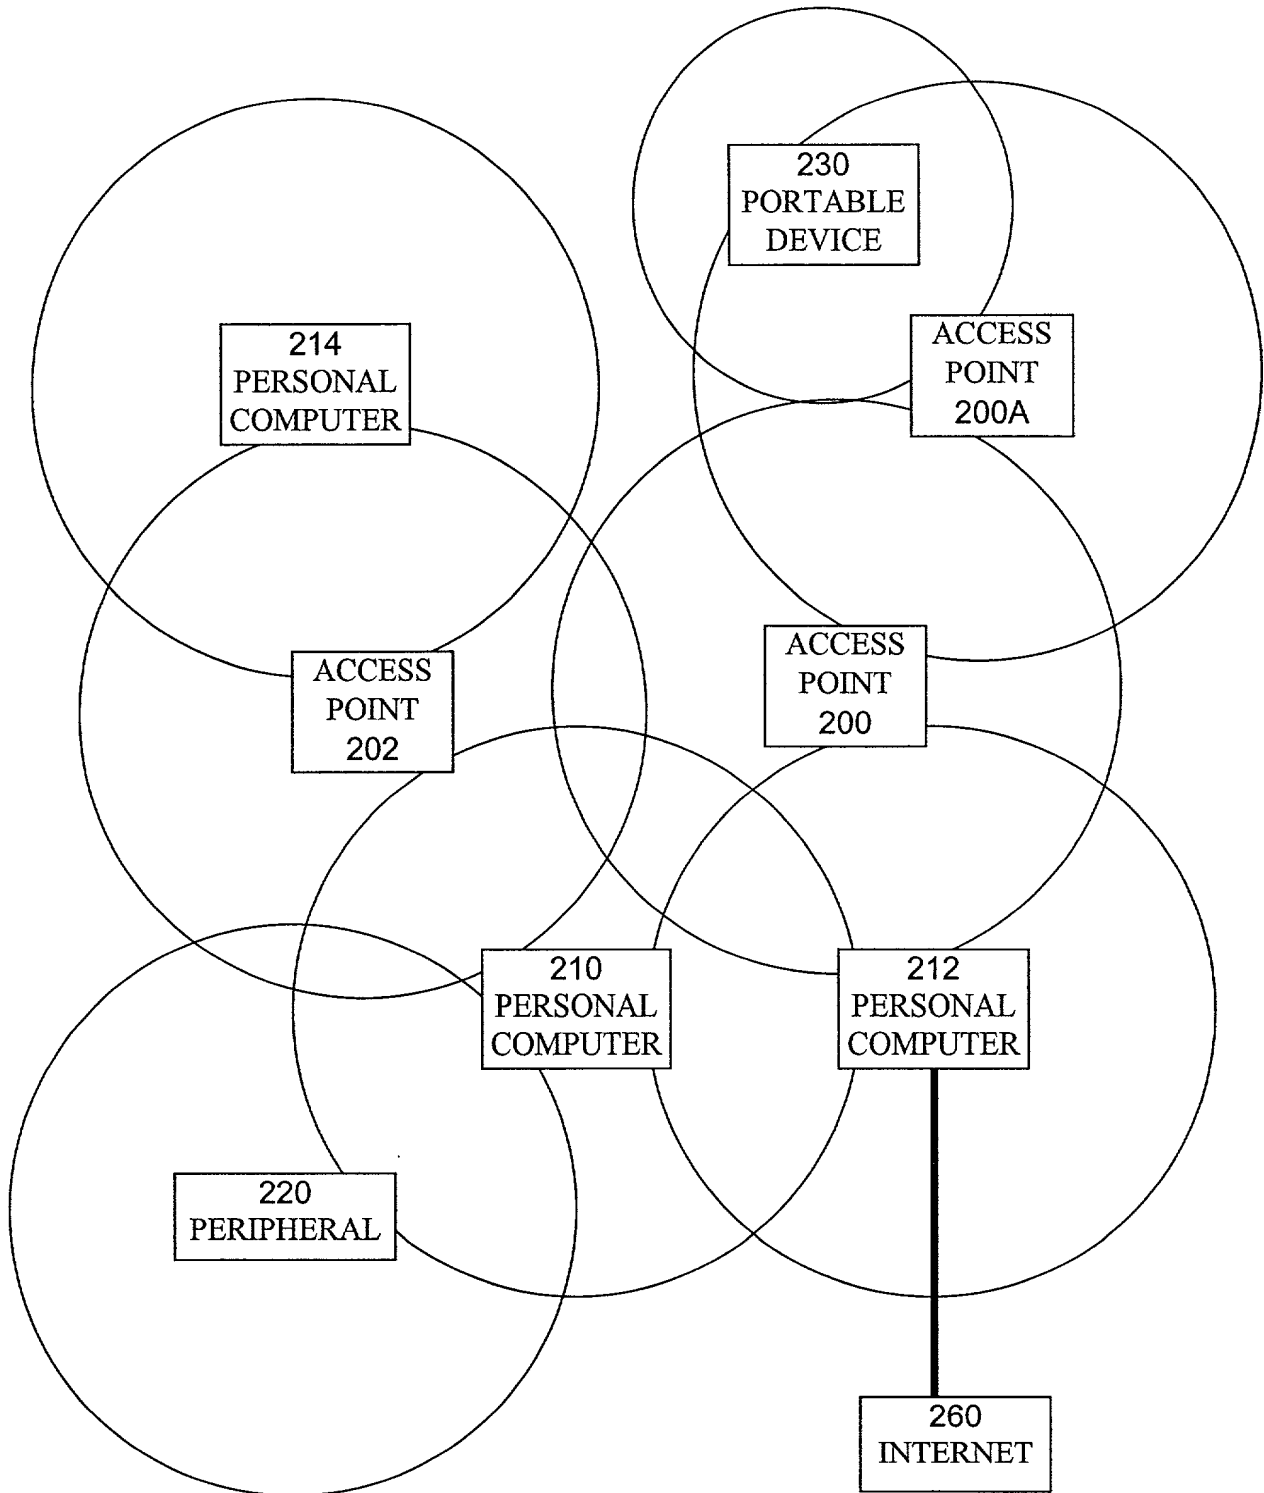 230
PORTABLE
DEVICE
214
PERSONAL
COMPUTER
ACCESS
POINT
200A
ACCESS
POINT
202
ACCESS
POINT
200
210
PERSONAL
COMPUTER
212
PERSONAL
COMPUTER
220
PERIPHERAL
260
INTERNET